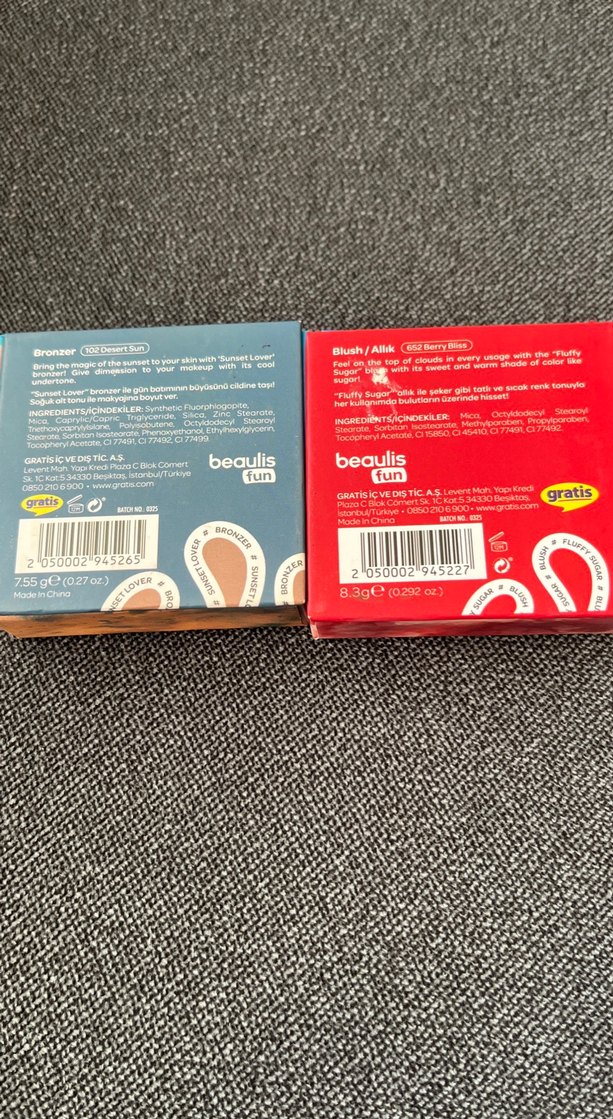 Bronzer 102 Desert Sun
Bring the magic of the sunset to your skin with 'Sunset Lover'
bronzer! Give dimension to your makeup with its cool
undertone.
"Sunset Lover" bronzer ile gün batımının büyüsünü cildine taşı!
Soğuk alt tonu ile makyajına boyut ver.
INGREDIENTS/İÇİNDEKİLER: Synthetic Fluorphlogopite,
Mica, Caprylic/Capric Triglyceride, Silica, Zinc Stearate,
Triethoxycaprylylsilane, Polyisobutene, Octyldodecyl Stearoyl
Stearate, Sorbitan Isostearate, Phenoxyethanol, Ethylhexylglycerin,
Tocopheryl Acetate, CI 77491, CI 77492, CI 77499.
GRATİS İÇ VE DIŞ TİC. A.Ş.
Levent Mah. Yapı Kredi Plaza C Blok Cömert
Sk. 1C Kat:5 34330 Beşiktaş, İstanbul/Türkiye
0850 210 6 900 • www.gratis.com
beaulis
fun
gratis
12M
BATCH NO.: 0325
2 050002 945265
7.55 g e (0.27 oz.)
Made in China
SUNSET LOVER # BRONZER # SUNSET L
NSET LOVER # BRO
BRONZER #
Blush / Allık 652 Berry Bliss
Feel on the top of clouds in every usage with the "Fluffy
Sugar" with its sweet and warm shade of color like
sugar!
"Fluffy Sugar" allık ile şeker gibi tatlı ve sıcak renk tonuyla
her kullanımda bulutların üzerinde hisset!
INGREDIENTS/İÇİNDEKİLER: Mica, Octyldodecyl Stearoyl
Stearate, Sorbitan Isostearate, Methylparaben, Propylparaben,
Tocopheryl Acetate, CI 15850, CI 45410, CI 77491, CI 77492.
beaulis
fun
GRATİS İÇ VE DIŞ TİC. A.Ş. Levent Mah. Yapı Kredi
Plaza C Blok Cömert Sk. 1C Kat:5 34330 Beşiktaş,
İstanbul/Türkiye • 0850 210 6 900 • www.gratis.com
Made in China
gratis
BATCH NO.: 0325
12M
2 050002 945227
8.3g e (0.292 oz.)
SUGAR # BLUSH
# BLUSH # FLUFFY SUGAR # BLU
SUGAR